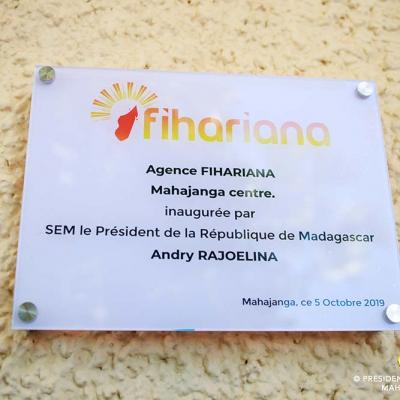 fihariana
Agence FIHARIANA
Mahajanga centre.
inaugurée par
SEM le Président de la République de Madagascar
Andry RAJOELINA
Mahajanga, ce 5 Octobre 2019
© PRESIDEN